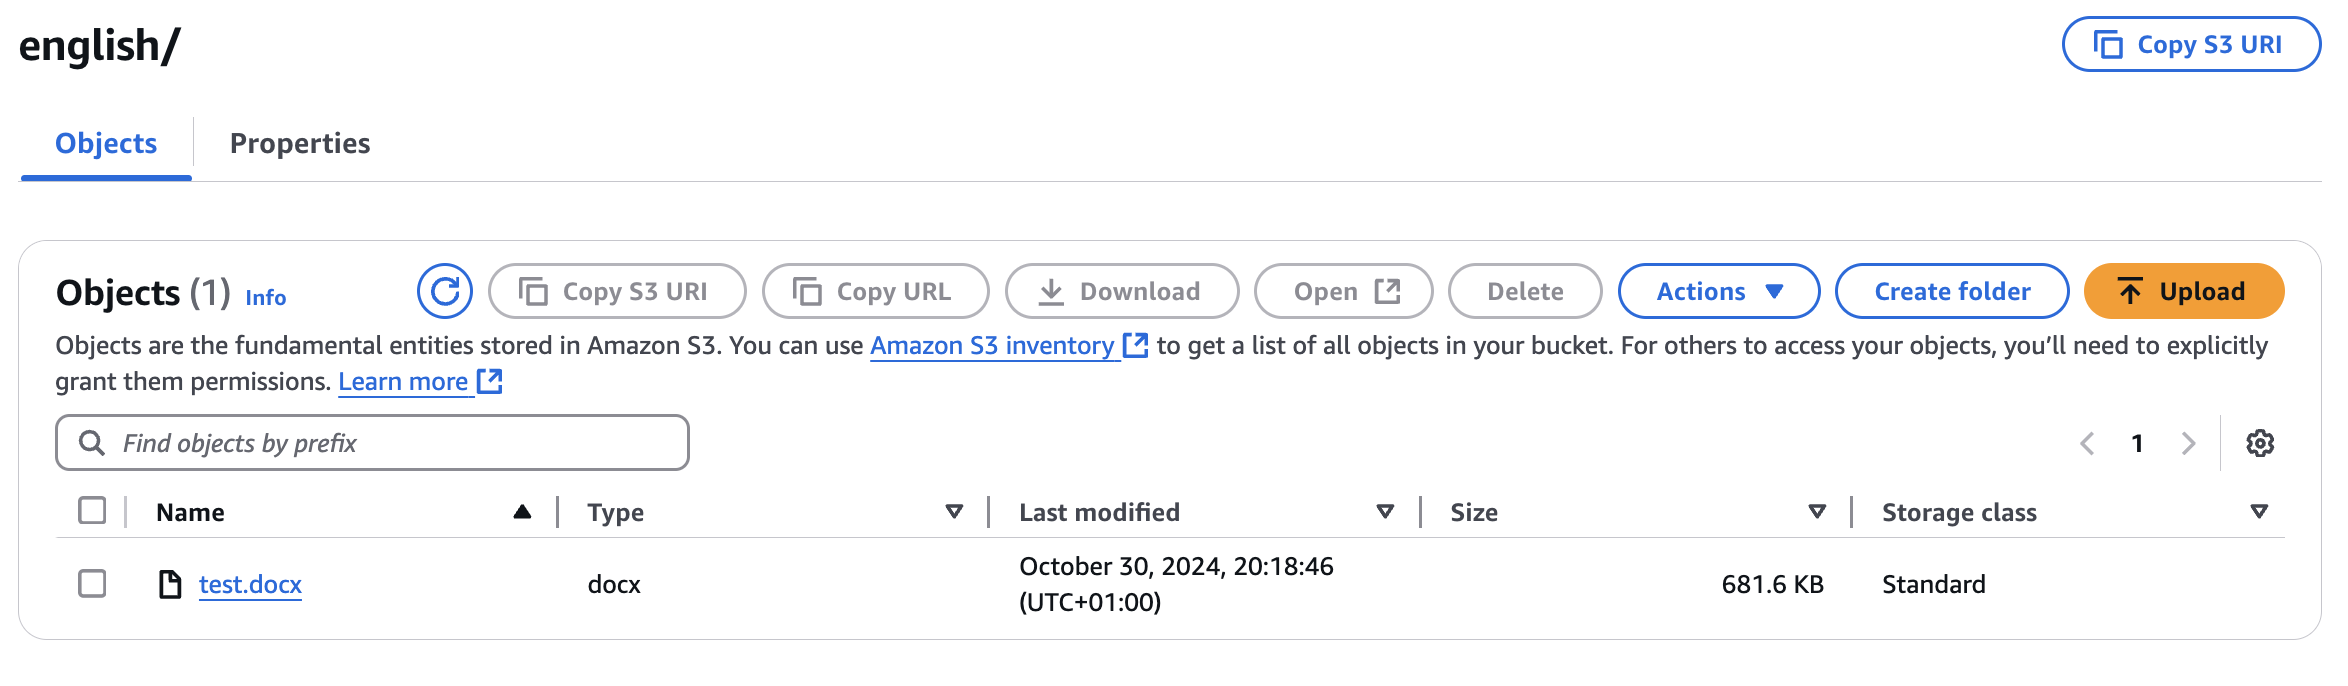 english/
Copy S3 URI
Objects
Properties
Objects (1) Info
Copy S3 URI
Copy URL
Download
Open
Delete
Actions
Create folder
Upload
Objects are the fundamental entities stored in Amazon S3. You can use Amazon S3 inventory to get a list of all objects in your bucket. For others to access your objects, you’ll need to explicitly
grant them permissions. Learn more
Find objects by prefix
1
Name
Type
Last modified
Size
Storage class
test.docx
docx
October 30, 2024, 20:18:46
(UTC+01:00)
681.6 KB
Standard